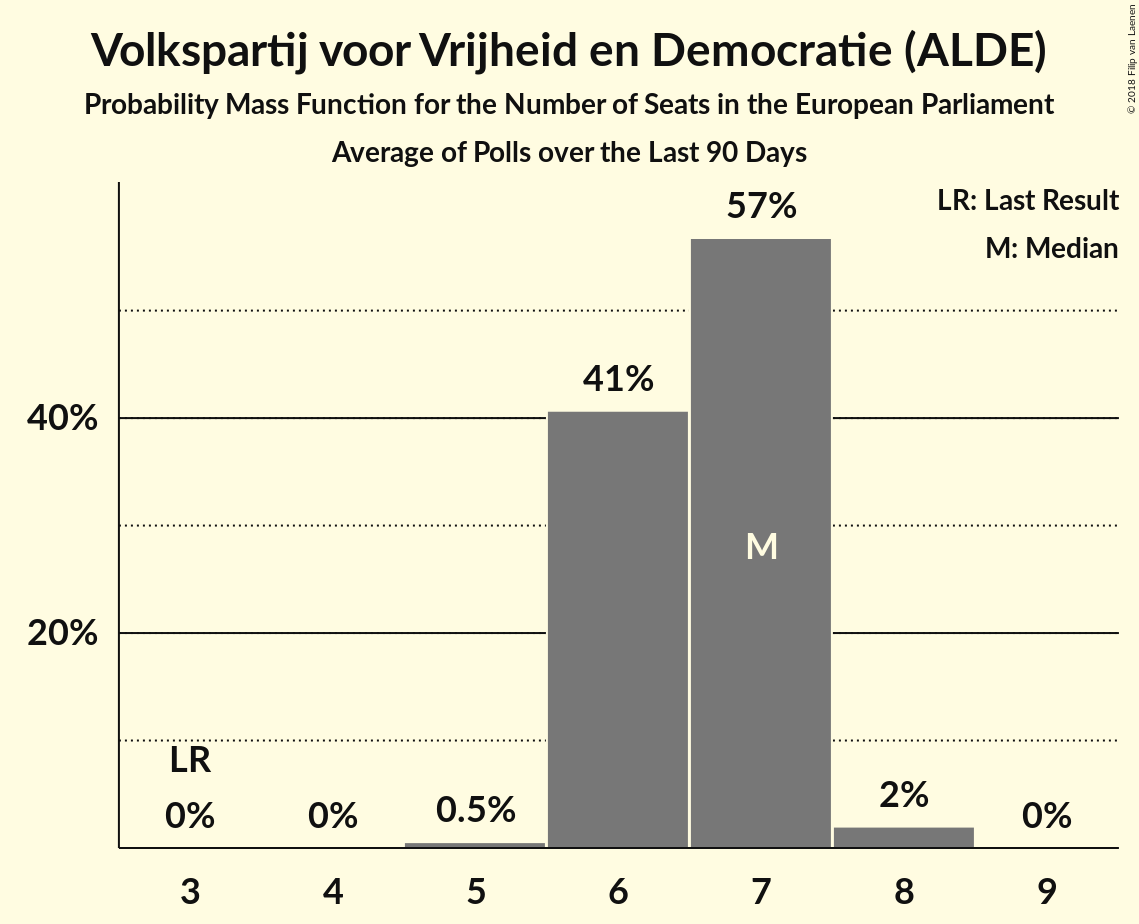 Volkspartij voor Vrijheid en Democratie (ALDE)
Probability Mass Function for the Number of Seats in the European Parliament
Average of Polls over the Last 90 Days
© 2018 Filip van Laenen
LR: Last Result
M: Median
57%
41%
40%
M
20%
LR
0%
0%
0.5%
2%
0%
3 4 5 6 7 8 9